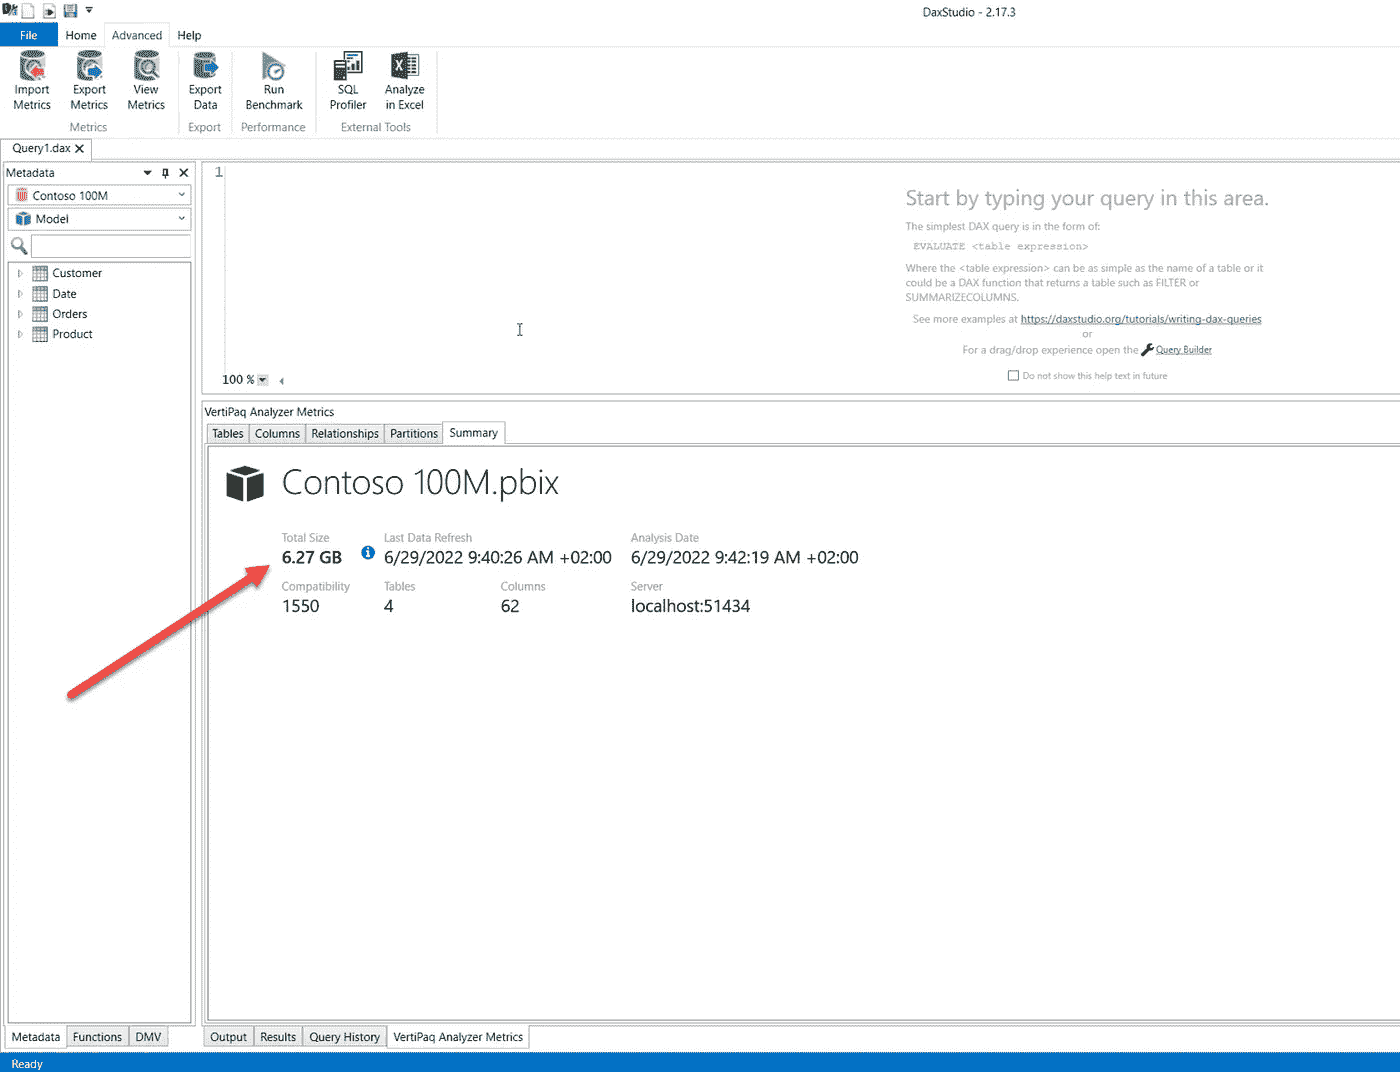 DaxStudio - 2.17.3
File Home Advanced Help
Import Metrics
Export Metrics
View Metrics
Export Data
Run Benchmark
SQL Profiler
Analyze in Excel
Metrics Export Performance External Tools
Query1.dax
Metadata
Contoso 100M
Model
Customer
Date
Orders
Product
1
Start by typing your query in this area.
The simplest DAX query is in the form of:
EVALUATE <table expression>
Where the <table expression> can be as simple as the name of a table or it
could be a DAX function that returns a table such as FILTER or
SUMMARIZECOLUMNS.
See more examples at https://daxstudio.org/tutorials/writing-dax-queries
or
For a drag/drop experience open the Query Builder
Do not show this help text in future
100 %
VertiPaq Analyzer Metrics
Tables Columns Relationships Partitions Summary
Contoso 100M.pbix
Total Size Last Data Refresh Analysis Date
6.27 GB 6/29/2022 9:40:26 AM +02:00 6/29/2022 9:42:19 AM +02:00
Compatibility Tables Columns Server
1550 4 62 localhost:51434
Metadata Functions DMV
Output Results Query History VertiPaq Analyzer Metrics
Ready